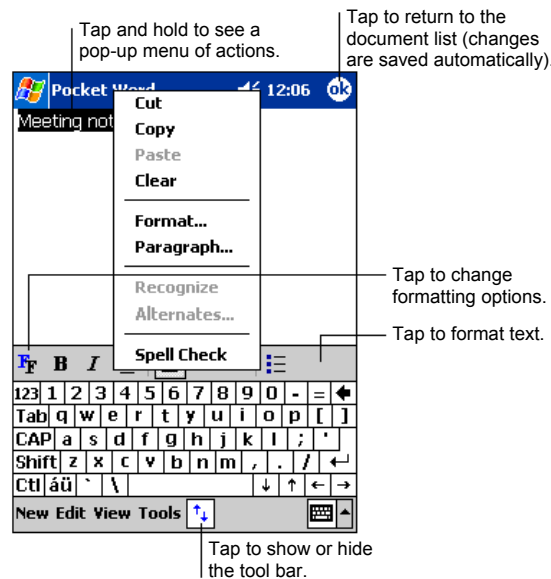 Tap and hold to see a
pop-up menu of actions.
Tap to return to the
document list (changes
are saved automatically).
Pocket Word 12:06 ok
Meeting not
Cut
Copy
Paste
Clear
Format...
Paragraph...
Recognize
Alternates...
Spell Check
Tap to change
formatting options.
Tap to format text.
FF B I
123 1 2 3 4 5 6 7 8 9 0 - = 🡄
Tab q w e r t y u i o p [ ]
CAP a s d f g h j k l ; '
Shift z x c v b n m , . / ↵
Ctl áü ` \ ↓ ↑ ← →
New Edit View Tools
Tap to show or hide
the tool bar.